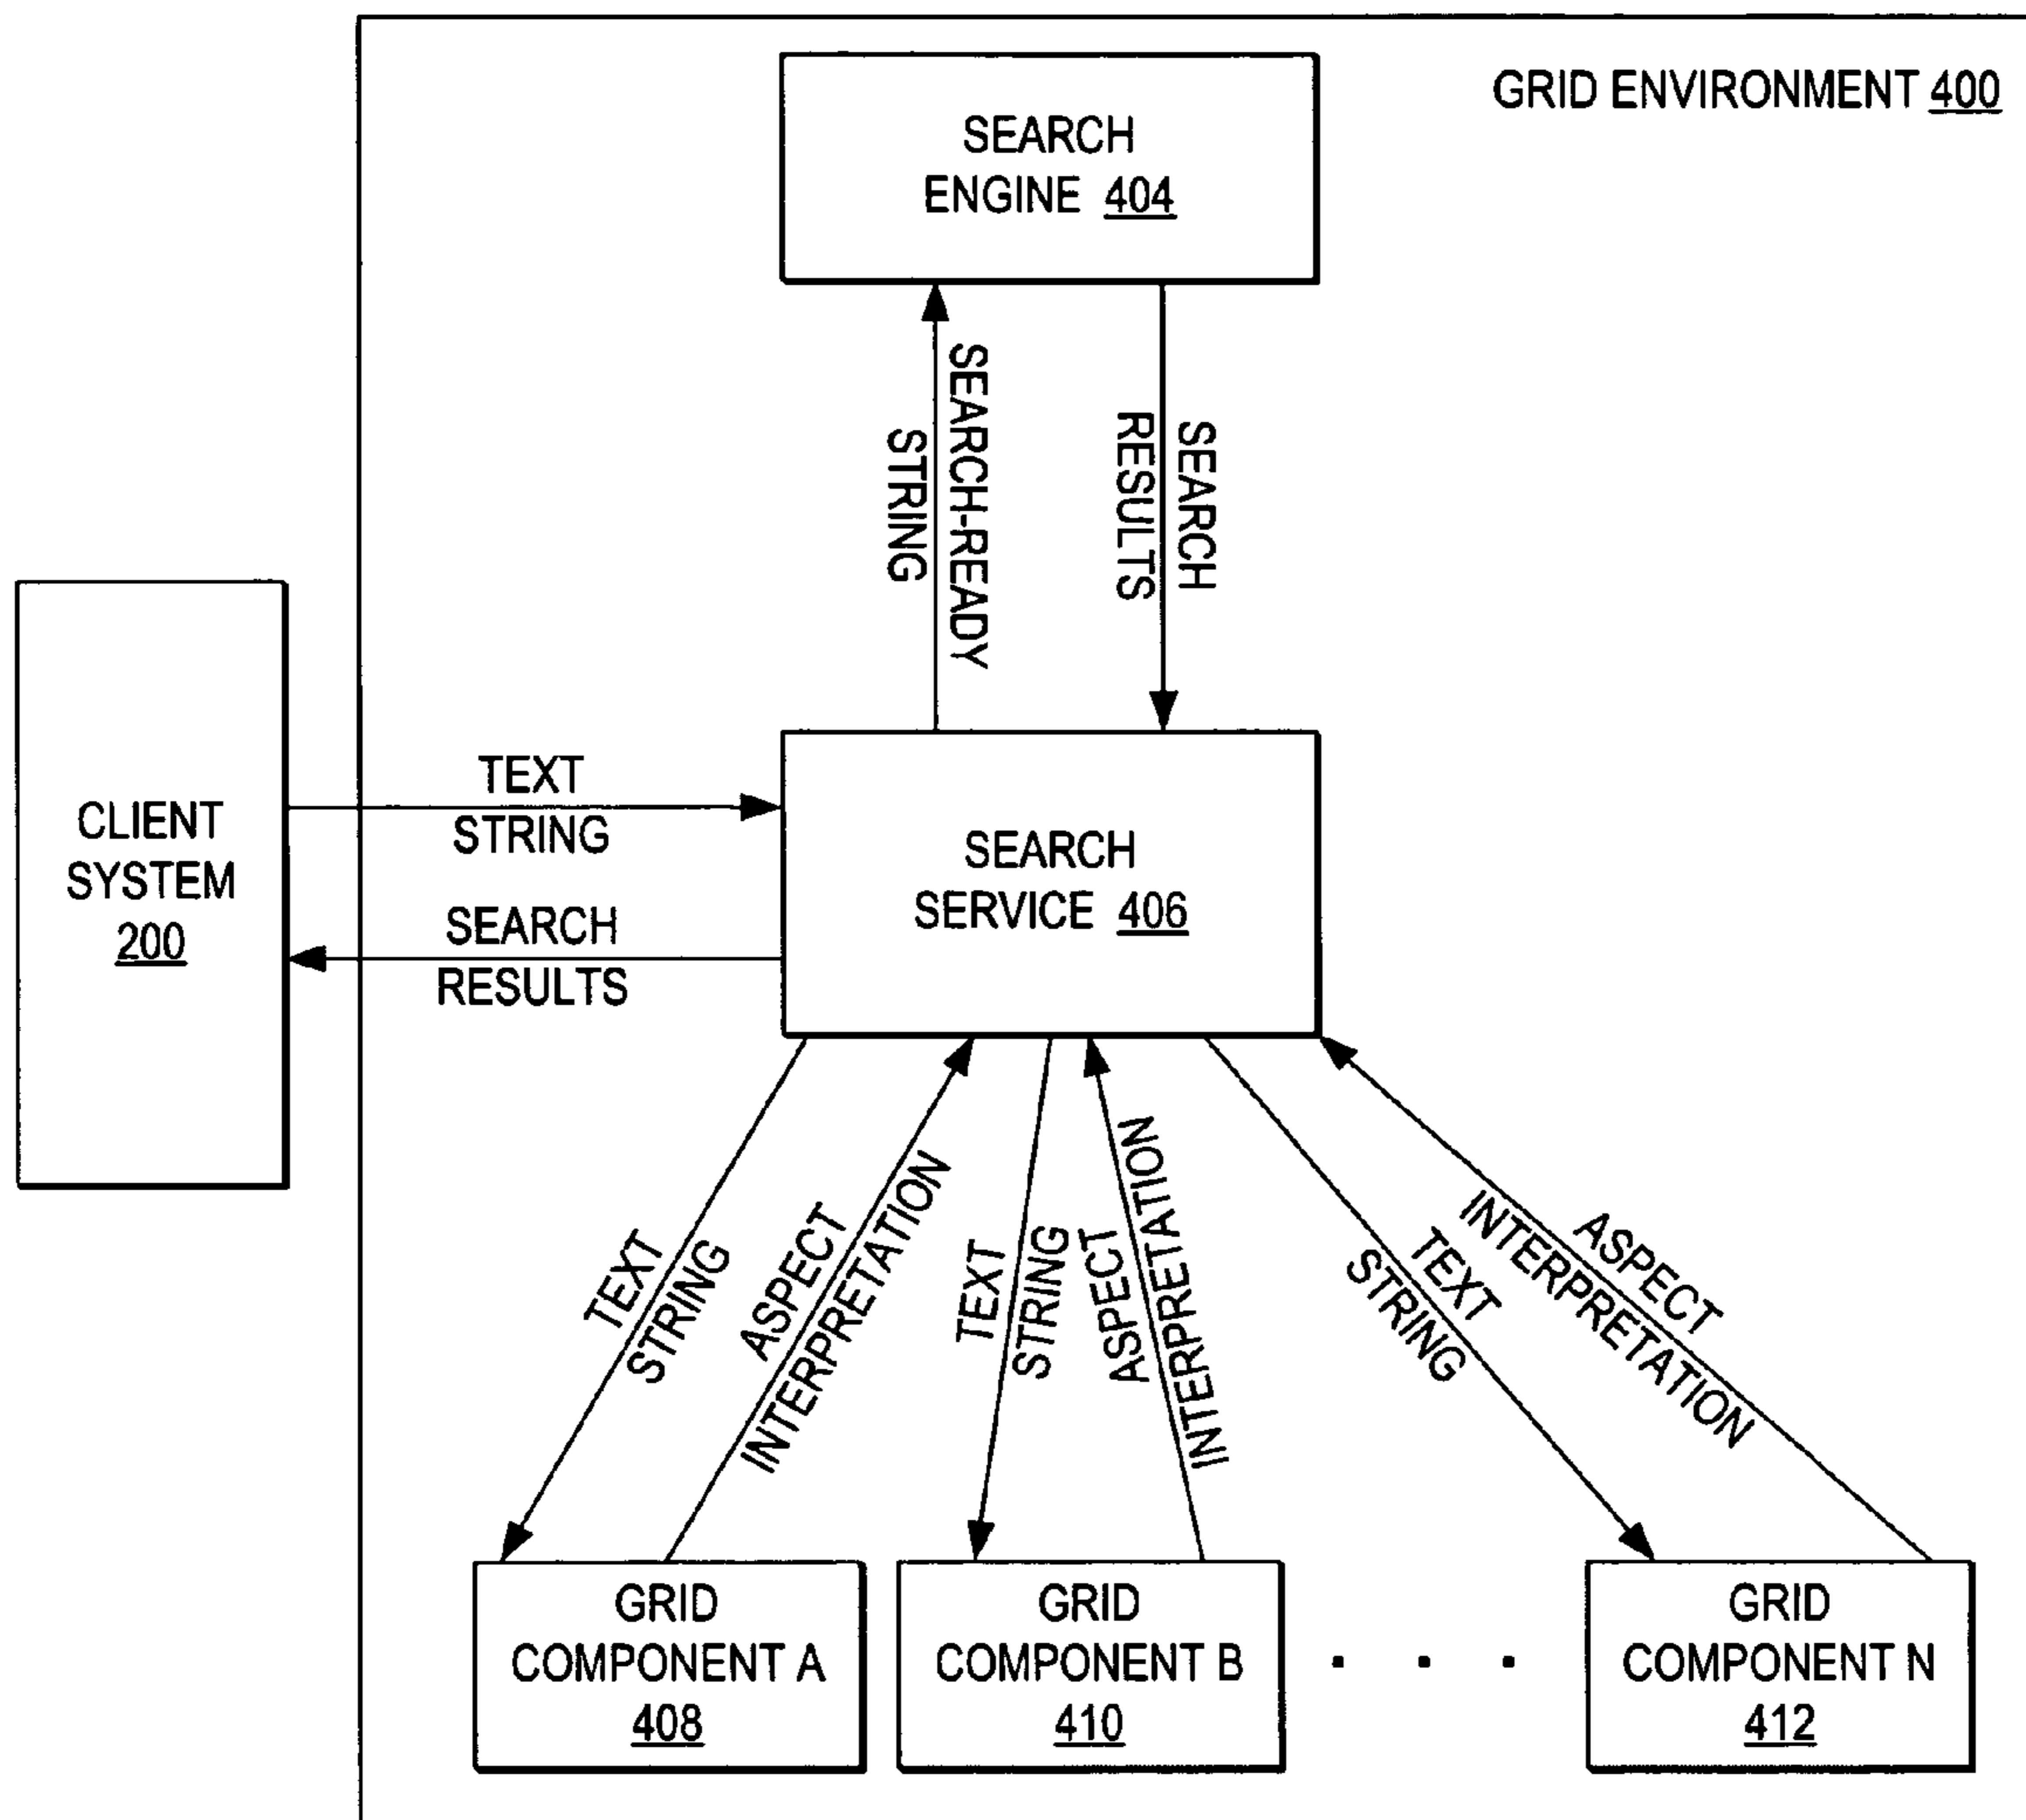 GRID ENVIRONMENT 400
SEARCH
ENGINE 404
SEARCH-READY
STRING
SEARCH
RESULTS
CLIENT
SYSTEM
200
TEXT
STRING
SEARCH
RESULTS
SEARCH
SERVICE 406
TEXT
STRING
ASPECT
INTERPRETATION
TEXT
STRING
ASPECT
INTERPRETATION
TEXT
STRING
ASPECT
INTERPRETATION
GRID
COMPONENT A
408
GRID
COMPONENT B
410
. . .
GRID
COMPONENT N
412